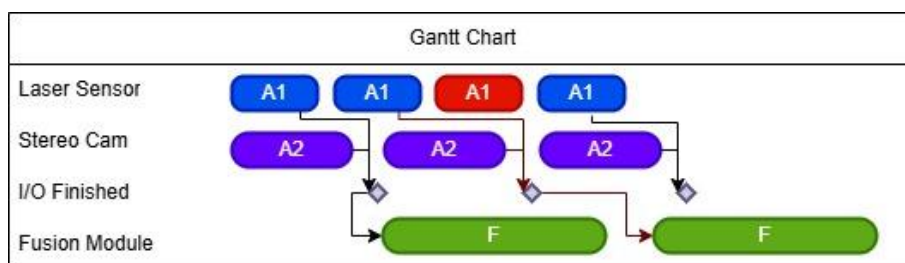 Gantt Chart
Laser Sensor A1 A1 A1 A1
Stereo Cam A2 A2 A2
I/O Finished
Fusion Module F F